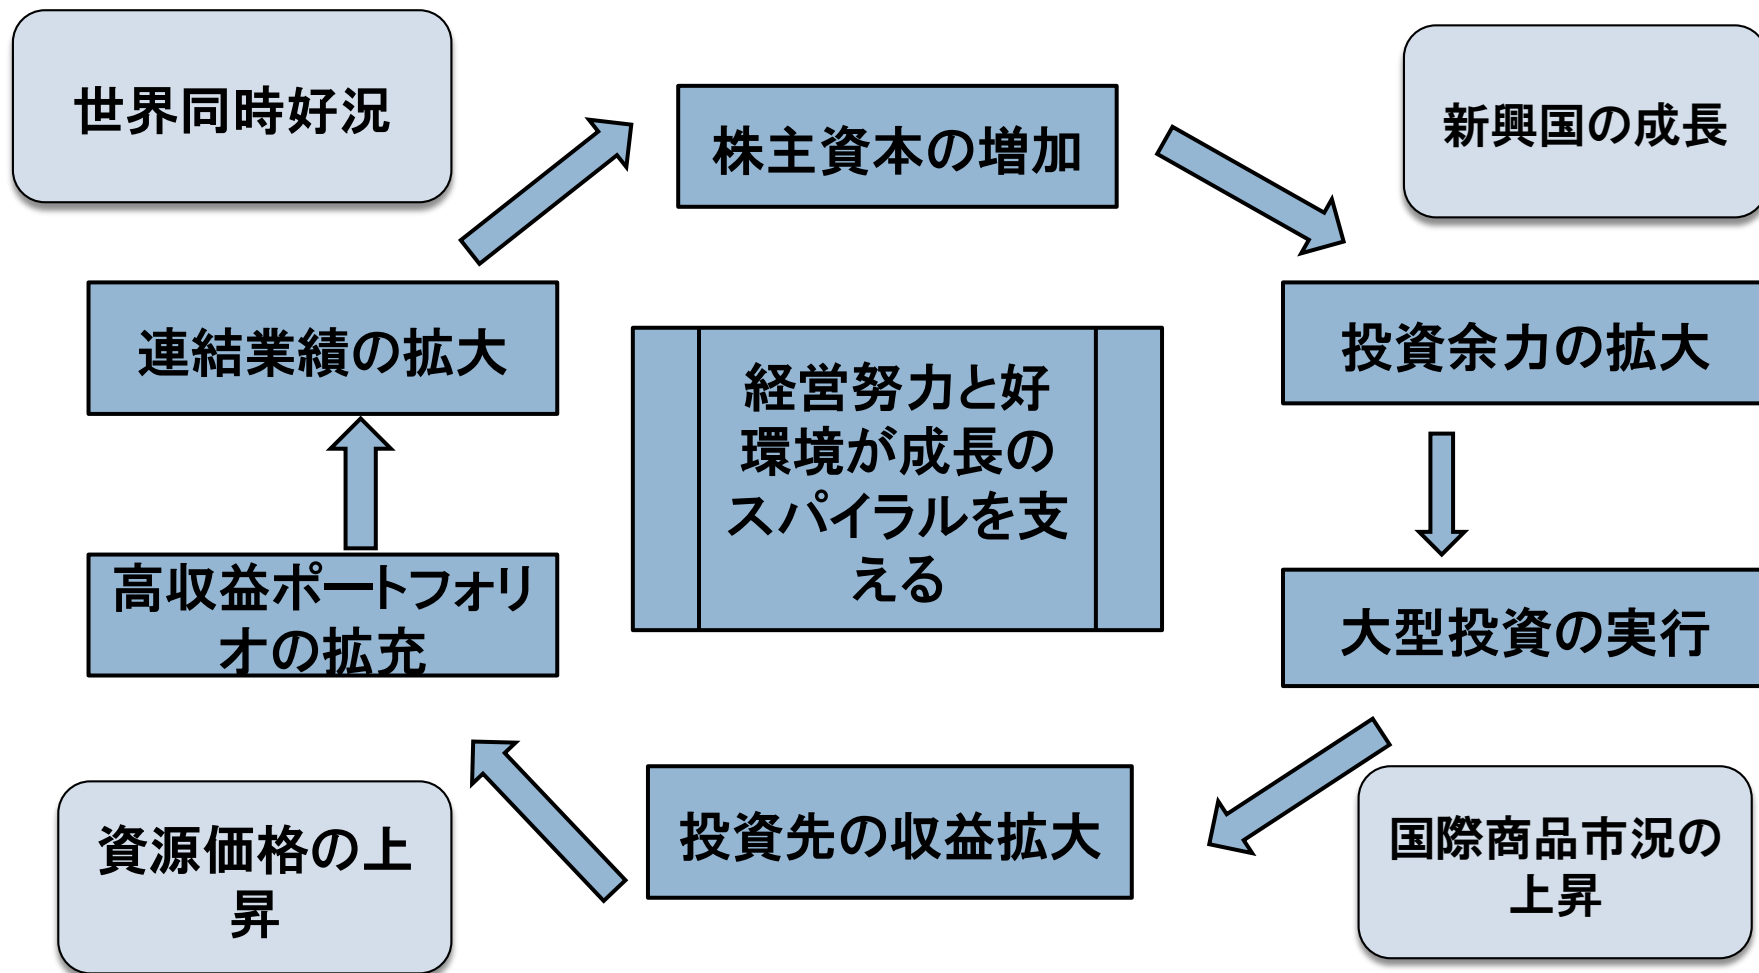 世界同時好況
株主資本の増加
新興国の成長
連結業績の拡大
経営努力と好
環境が成長の
スパイラルを支
える
投資余力の拡大
高収益ポートフォリ
オの拡充
大型投資の実行
資源価格の上
昇
投資先の収益拡大
国際商品市況の
上昇